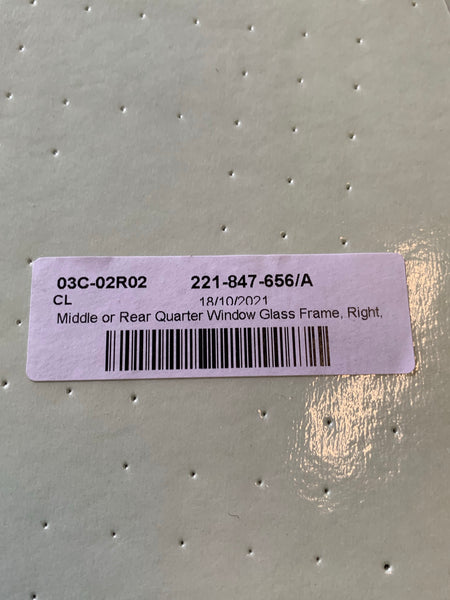 03C-02R02 221-847-656/A
CL 18/10/2021
Middle or Rear Quarter Window Glass Frame, Right,